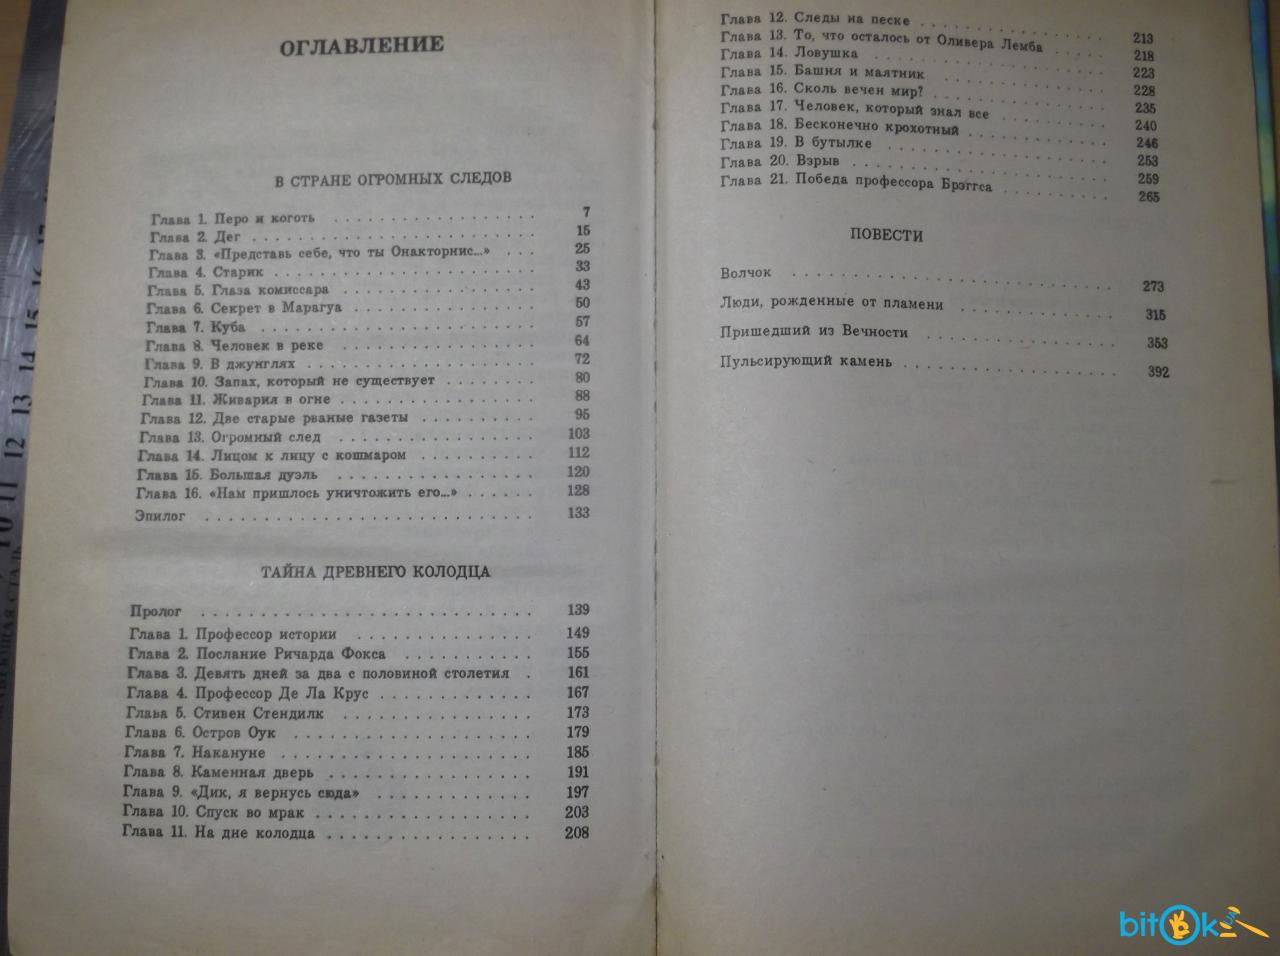 ОГЛАВЛЕНИЕ
В СТРАНЕ ОГРОМНЫХ СЛЕДОВ
Глава 1. Перо и коготь . . . . . . . . . . . . . . . . . 7
Глава 2. Дег . . . . . . . . . . . . . . . . . 15
Глава 3. «Представь себе, что ты Онакторнис...» . . . 25
Глава 4. Старик . . . . . . . . . . . . . . . . . 33
Глава 5. Глаза комиссара . . . . . . . . . . . . 43
Глава 6. Секрет в Марагуа . . . . . . . . . . . . 50
Глава 7. Куба . . . . . . . . . . . . . . . . . 57
Глава 8. Человек в реке . . . . . . . . . . . . 64
Глава 9. В джунглях . . . . . . . . . . . . . . 72
Глава 10. Запах, который не существует . . . . . . . 80
Глава 11. Живария в огне . . . . . . . . . . . . 88
Глава 12. Две старые рваные газеты . . . . . . . . 95
Глава 13. Огромный след . . . . . . . . . . . . 103
Глава 14. Лицом к лицу с кошмаром . . . . . . . . 112
Глава 15. Большая дуэль . . . . . . . . . . . . 120
Глава 16. «Нам пришлось уничтожить его...» . . . . . . 128
Эпилог . . . . . . . . . . . . . . . . . . . 133
ТАЙНА ДРЕВНЕГО КОЛОДЦА
Пролог . . . . . . . . . . . . . . . . . . . 139
Глава 1. Профессор истории . . . . . . . . . . . . 149
Глава 2. Послание Ричарда Фокса . . . . . . . . . . 155
Глава 3. Девять дней за два с половиной столетия . 161
Глава 4. Профессор Де Ла Крус . . . . . . . . . . 167
Глава 5. Стивен Стендилк . . . . . . . . . . . . 173
Глава 6. Остров Оук . . . . . . . . . . . . . . 179
Глава 7. Накануне . . . . . . . . . . . . . . . 185
Глава 8. Каменная дверь . . . . . . . . . . . . 191
Глава 9. «Дик, я вернусь сюда» . . . . . . . . . . 197
Глава 10. Спуск во мрак . . . . . . . . . . . . . 203
Глава 11. На дне колодца . . . . . . . . . . . . 208
Глава 12. Следы на песке . . . . . . . . . . . . 213
Глава 13. То, что осталось от Оливера Лемба . . . . 218
Глава 14. Ловушка . . . . . . . . . . . . . . . 223
Глава 15. Башня и маятник . . . . . . . . . . . 228
Глава 16. Сколь вечен мир? . . . . . . . . . . . 235
Глава 17. Человек, который знал все . . . . . . . 240
Глава 18. Бесконечно крохотный . . . . . . . . . 246
Глава 19. В бутылке . . . . . . . . . . . . . . 253
Глава 20. Взрыв . . . . . . . . . . . . . . . . 259
Глава 21. Победа профессора Брэггса . . . . . . . 265
ПОВЕСТИ
Волчок . . . . . . . . . . . . . . . . . . . 273
Люди, рожденные от пламени . . . . . . . . . . 315
Пришедший из Вечности . . . . . . . . . . . . 353
Пульсирующий камень . . . . . . . . . . . . . 392